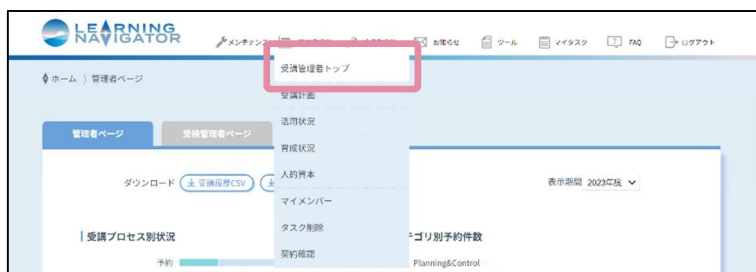 LEARNING
NAVIGATOR
メンテナンス
お知らせ
ツール
マイタスク
FAQ
ログアウト
ホーム 〉 管理者ページ
受講管理者トップ
受講計画
活用状況
育成状況
人的資本
マイメンバー
タスク削除
契約確認
管理者ページ
受検管理者ページ
ダウンロード
受講履歴CSV
表示期間 2023年度
受講プロセス別状況
テゴリ別予約件数
予約
Planning&Control